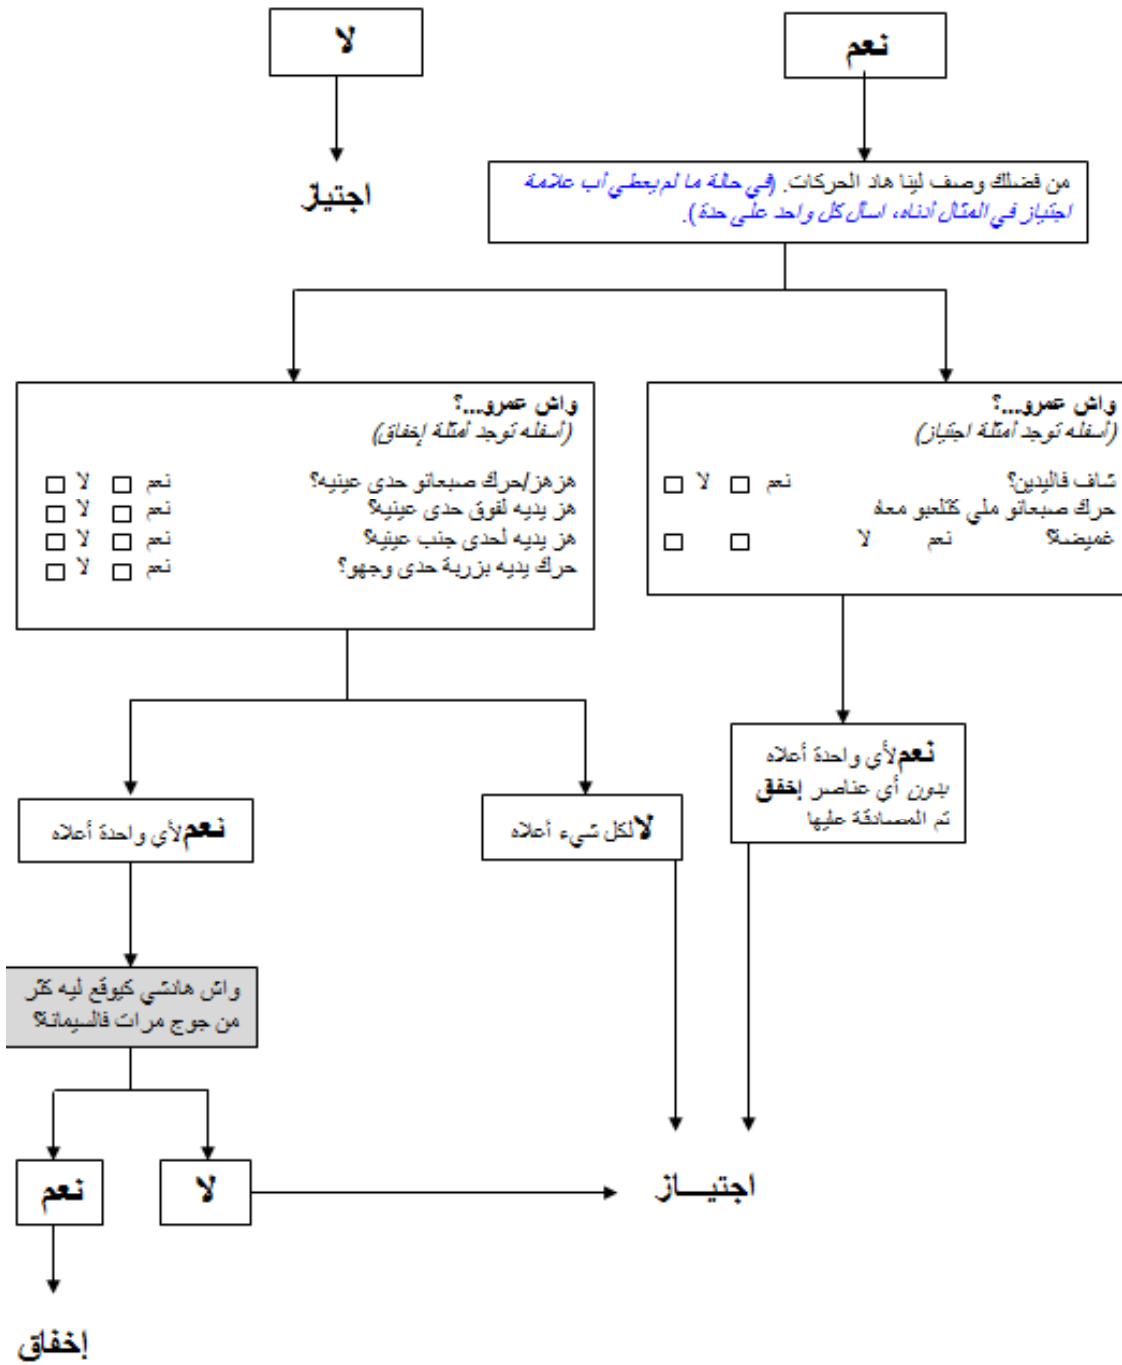 نعم
لا
اجتياز
من فضلك وصف لينا هاد الحركات. (في حالة ما لم يعطي أب علامة
اجتياز في المثال أدناه، اسأل كل واحد على حدة).
واش عمرو...؟
(أسفله توجد أمثلة اجتياز)
شاف فاليدين؟ نعم □ لا □
حرك صبعانو ملي كتلعبو معه
غميضة؟ نعم لا □ □
واش عمرو...؟
(أسفله توجد أمثلة إخفاق)
هزهز/حرك صبعانو حدى عينيه؟ نعم □ لا □
هز يديه لفوق حدى عينيه؟ نعم □ لا □
هز يديه لحدى جنب عينيه؟ نعم □ لا □
حرك يديه بزربة حدى وجهو؟ نعم □ لا □
نعم لأي واحدة أعلاه
بدون أي عناصر إخفق
تم المصادقة عليها
لا لكل شيء أعلاه
نعم لأي واحدة أعلاه
واش هادشي كيوقع ليه كثر
من جوج مرات فالسيمانة؟
لا
نعم
اجتيـــاز
إخفاق